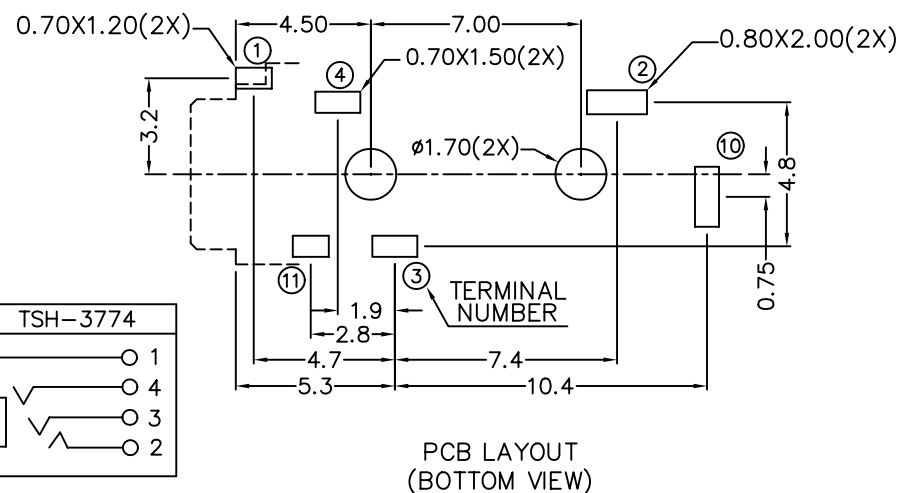 0.70X1.20(2X)
4.50
7.00
1
4
0.70X1.50(2X)
2
0.80X2.00(2X)
3.2
ø1.70(2X)
10
4.8
0.75
11
3
TERMINAL
NUMBER
1.9
2.8
4.7
7.4
5.3
10.4
TSH-3774
1
4
3
2
PCB LAYOUT
(BOTTOM VIEW)